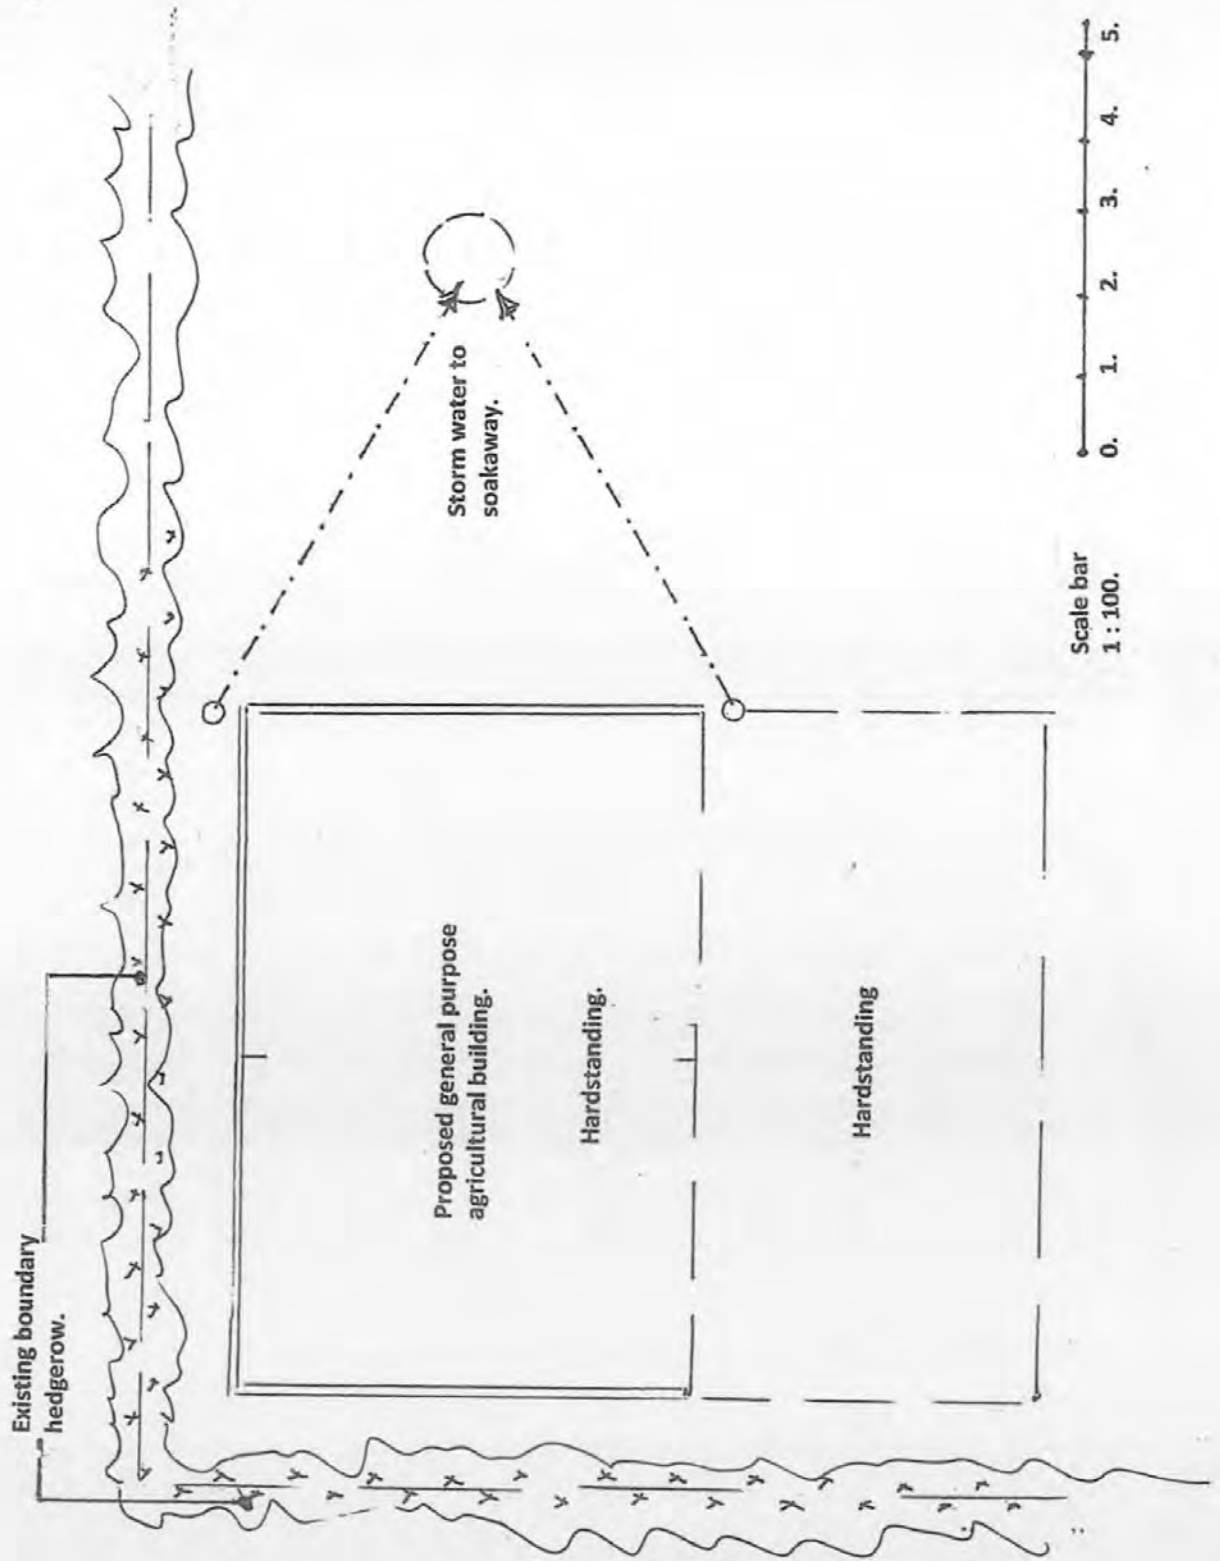 Existing boundary
hedgerow.
Storm water to
soakaway.
Proposed general purpose
agricultural building.
Hardstanding.
Hardstanding
Scale bar
1 : 100.
0. 1. 2. 3. 4. 5.